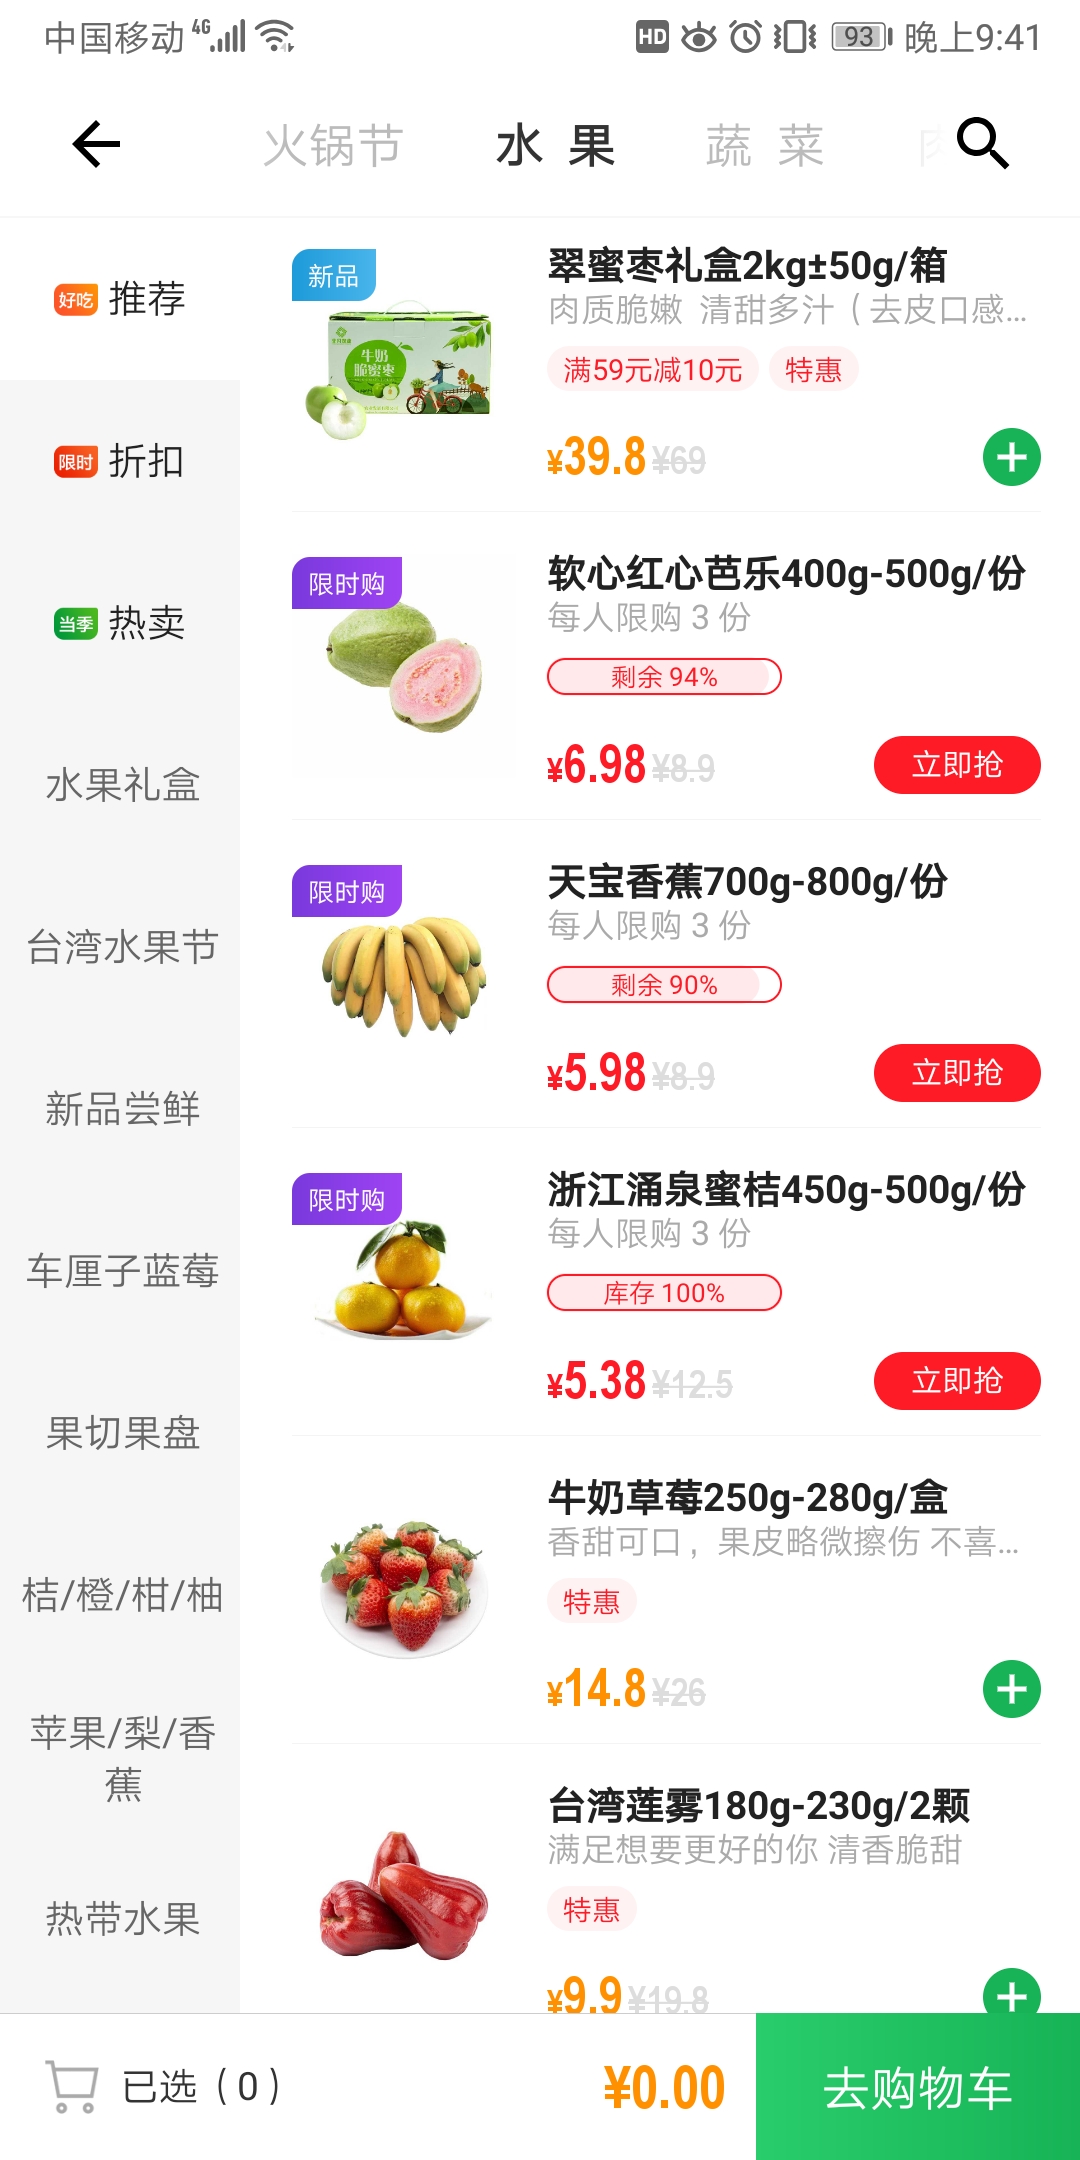 中国移动 4G HD 93 晚上9:41
火锅节 水 果 蔬 菜
好吃 推荐
限时 折扣
当季 热卖
水果礼盒
台湾水果节
新品尝鲜
车厘子蓝莓
果切果盘
桔/橙/柑/柚
苹果/梨/香
蕉
热带水果
新品
牛奶
脆蜜枣
翠蜜枣礼盒2kg±50g/箱
肉质脆嫩 清甜多汁（去皮口感...
满59元减10元 特惠
¥39.8 ¥69
限时购
软心红心芭乐400g-500g/份
每人限购 3 份
剩余 94%
¥6.98 ¥8.9 立即抢
限时购
天宝香蕉700g-800g/份
每人限购 3 份
剩余 90%
¥5.98 ¥8.9 立即抢
限时购
浙江涌泉蜜桔450g-500g/份
每人限购 3 份
库存 100%
¥5.38 ¥12.5 立即抢
牛奶草莓250g-280g/盒
香甜可口，果皮略微擦伤 不喜...
特惠
¥14.8 ¥26
台湾莲雾180g-230g/2颗
满足想要更好的你 清香脆甜
特惠
¥9.9 ¥19.8
已选（0） ¥0.00 去购物车